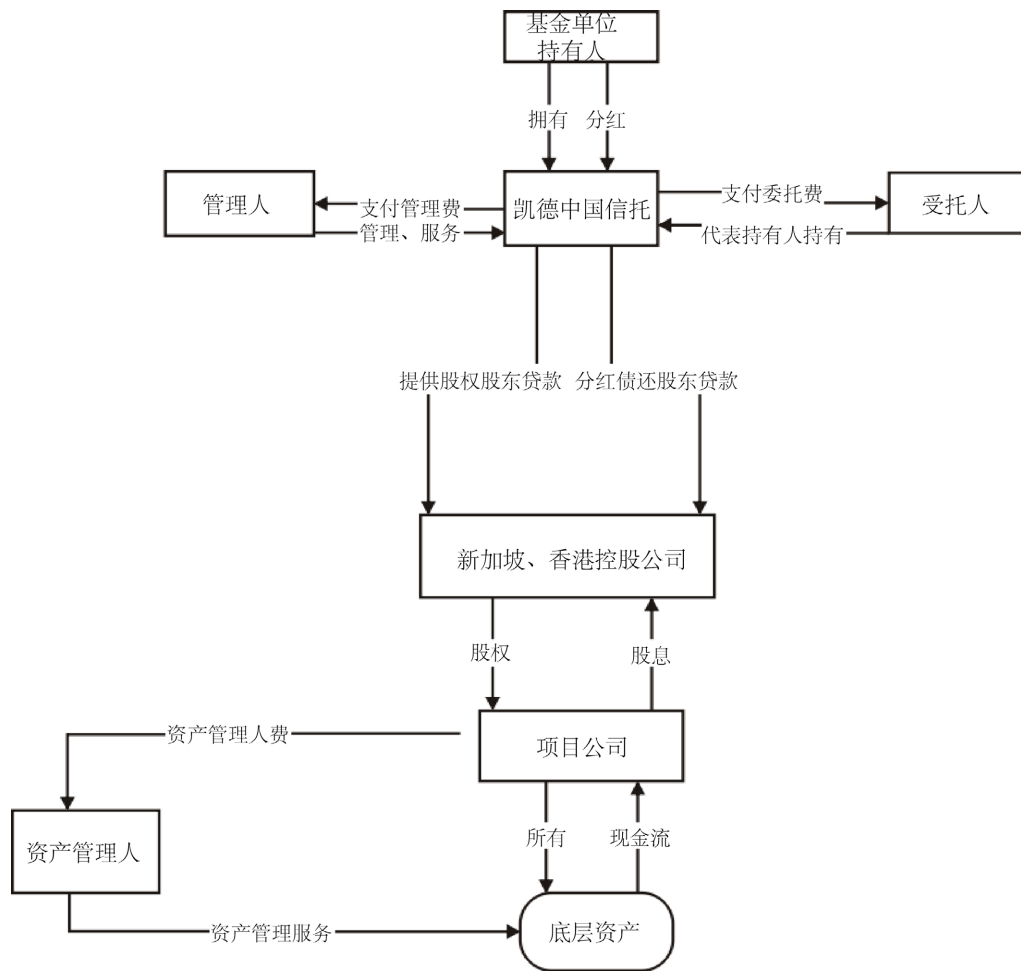 基金单位
持有人
拥有 分红
管理人
支付管理费
管理、服务
凯德中国信托
支付委托费
代表持有人持有
受托人
提供股权股东贷款 分红债还股东贷款
新加坡、香港控股公司
股权 股息
资产管理人费
项目公司
资产管理人
所有 现金流
资产管理服务
底层资产